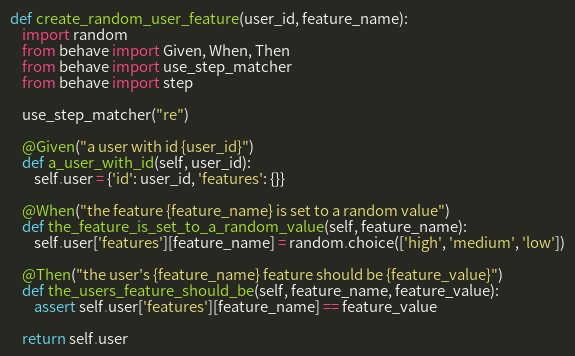 def create_random_user_feature(user_id, feature_name):
    import random
    from behave import Given, When, Then
    from behave import use_step_matcher
    from behave import step

    use_step_matcher("re")

    @Given("a user with id {user_id}")
    def a_user_with_id(self, user_id):
        self.user = {'id': user_id, 'features': {}}

    @When("the feature {feature_name} is set to a random value")
    def the_feature_is_set_to_a_random_value(self, feature_name):
        self.user['features'][feature_name] = random.choice(['high', 'medium', 'low'])

    @Then("the user's {feature_name} feature should be {feature_value}")
    def the_users_feature_should_be(self, feature_name, feature_value):
        assert self.user['features'][feature_name] == feature_value

    return self.user